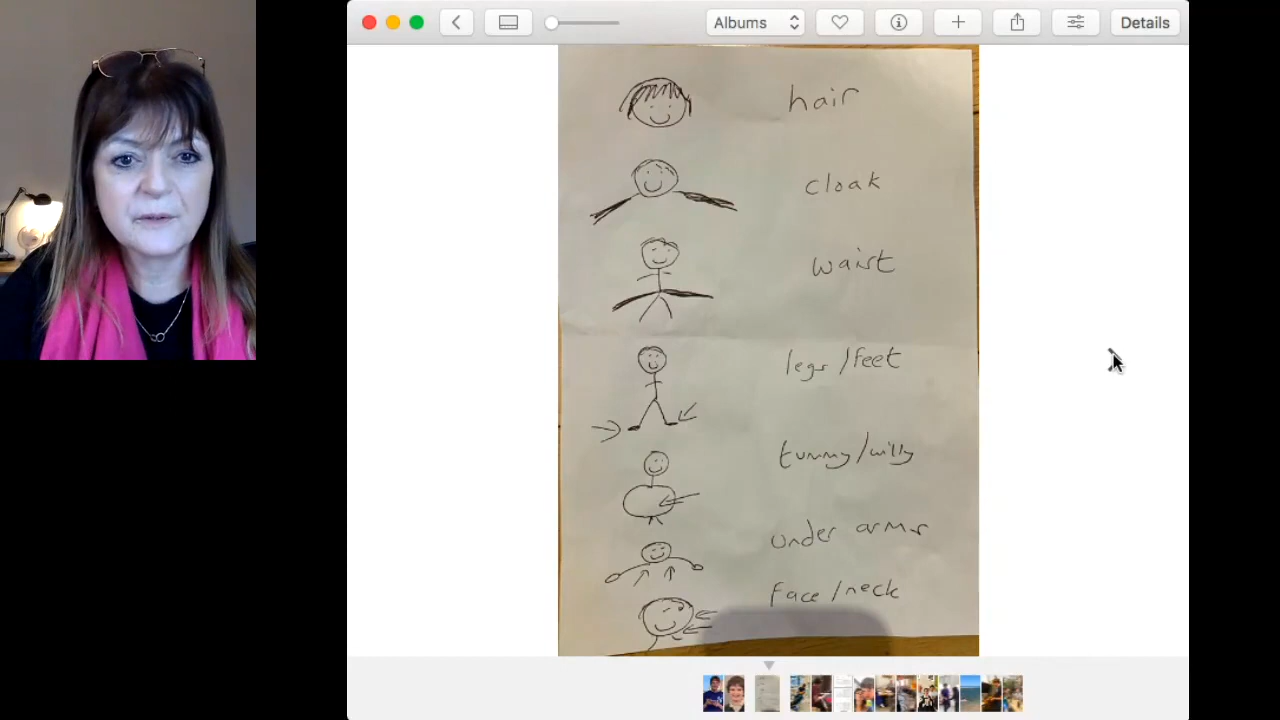 Albums
Details
hair
cloak
waist
legs/feet
tummy/willy
under arms
face/neck